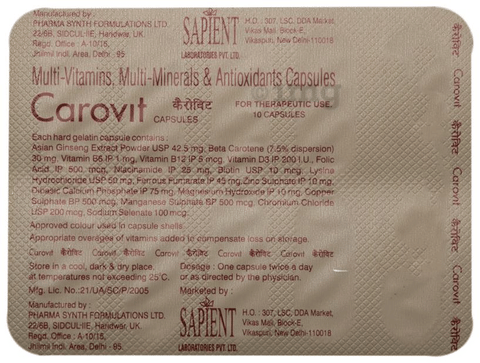 Manufactured by :
PHARMA SYNTH FORMULATIONS LTD.
22/6B, SIDCUL-IIE, Haridwar, UK.
Regd. Office : A-10/16,
Jhilmil Indl. Area, Delhi - 95.
SAPIENT
LABORATORIES PVT. LTD.
H.O. : 307, LSC, DDA Market,
Vikas Mall, Block-E,
Vikaspuri, New Delhi-110018
Multi-Vitamins, Multi-Minerals & Antioxidants Capsules
Carovit कैरोविट FOR THERAPEUTIC USE.
CAPSULES 10 CAPSULES
Each hard gelatin capsule contains :
Asian Ginseng Extract Powder USP 42.5 mg, Beta Carotene (7.5% dispersion)
30 mg, Vitamin B6 IP 1 mg, Vitamin B12 IP 5 mcg, Vitamin D3 IP 200 I.U., Folic
Acid IP 500 mcg, Niacinamide IP 25 mg, Biotin USP 10 mcg, Lysine
Hydrochloride USP 50 mg, Ferrous Fumarate IP 45 mg, Zinc Sulphate IP 10 mg,
Dibasic Calcium Phosphate IP 75 mg, Magnesium Hydroxide IP 10 mg, Copper
Sulphate BP 500 mcg, Manganese Sulphate BP 500 mcg, Chromium Chloride
USP 200 mcg, Sodium Selenate 100 mcg.
Approved colour used in capsule shells.
Appropriate overages of vitamins added to compensate loss on storage.
Carovit कैरोविट Carovit कैरोविट Carovit कैरोविट Carovit कैरोविट Carovit कैरोविट
Store in a cool, dark & dry place,
at temperatures not exceeding 25°C.
Mfg. Lic. No.:21/UA/SC/P/2005
Dosage : One capsule twice a day
or as directed by the physician.
Marketed by :
Manufactured by :
PHARMA SYNTH FORMULATIONS LTD.
22/6B, SIDCUL-IIE, Haridwar, UK.
Regd. Office : A-10/16,
Jhilmil Indl. Area, Delhi - 95.
SAPIENT
LABORATORIES PVT. LTD.
H.O. : 307, LSC, DDA Market,
Vikas Mall, Block-E,
Vikaspuri, New Delhi-110018
कैरोविट Carovit कैरोविट Carovit कैरोविट Carovit कैरोविट